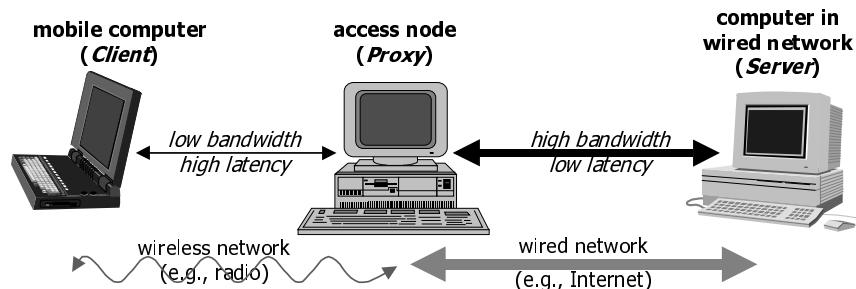 mobile computer
(Client)
access node
(Proxy)
computer in
wired network
(Server)
low bandwidth
high latency
high bandwidth
low latency
wireless network
(e.g., radio)
wired network
(e.g., Internet)